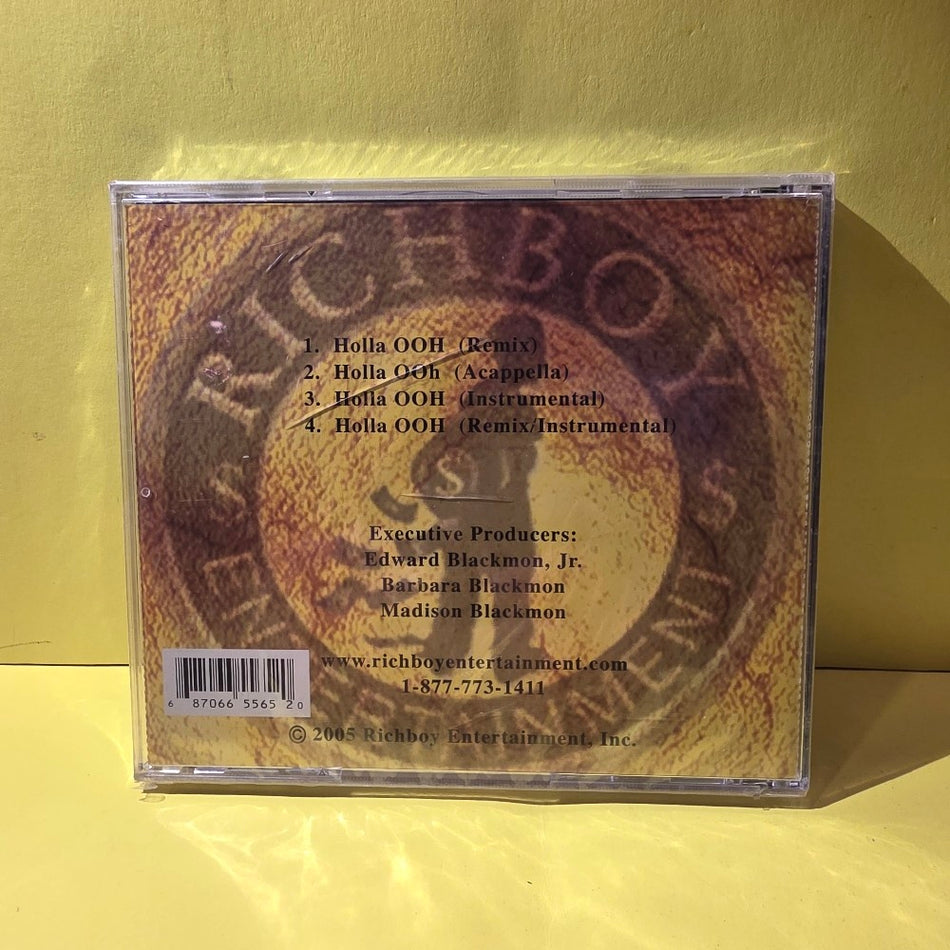 RICHBOY
1. Holla OOH (Remix)
2. Holla OOh (Acappella)
3. Holla OOH (Instrumental)
4. Holla OOH (Remix/Instrumental)
Executive Producers:
Edward Blackmon, Jr.
Barbara Blackmon
Madison Blackmon
www.richboyentertainment.com
1-877-773-1411
6 87066 5565 2 0
© 2005 Richboy Entertainment, Inc.